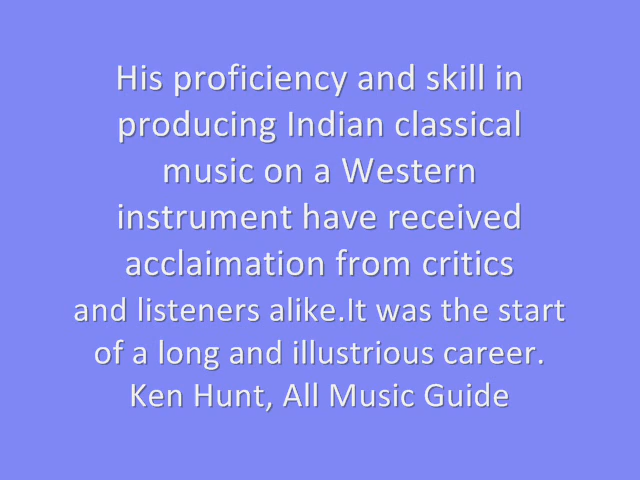 His proficiency and skill in
producing Indian classical
music on a Western
instrument have received
acclaimation from critics
and listeners alike.It was the start
of a long and illustrious career.
Ken Hunt, All Music Guide